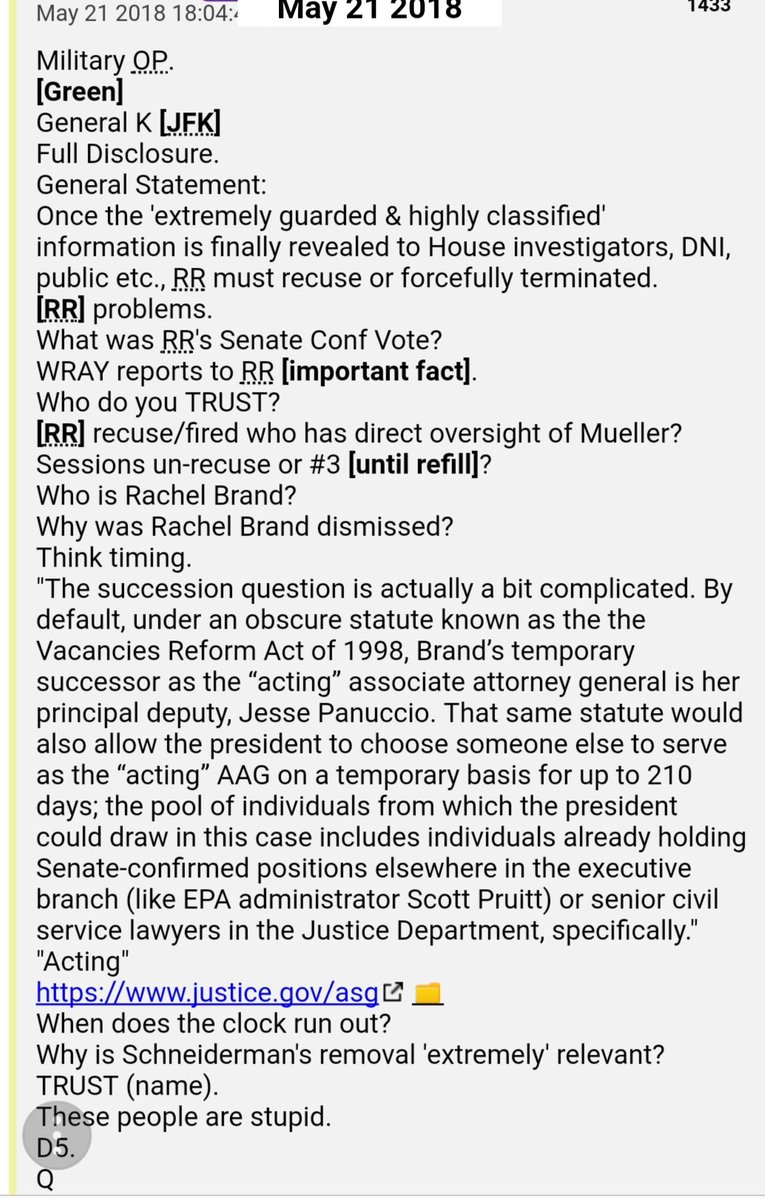 May 21 2018 18:04:4
May 21 2018
1433
Military OP.
[Green]
General K [JFK]
Full Disclosure.
General Statement:
Once the 'extremely guarded & highly classified'
information is finally revealed to House investigators, DNI,
public etc., RR must recuse or forcefully terminated.
[RR] problems.
What was RR's Senate Conf Vote?
WRAY reports to RR [important fact].
Who do you TRUST?
[RR] recuse/fired who has direct oversight of Mueller?
Sessions un-recuse or #3 [until refill]?
Who is Rachel Brand?
Why was Rachel Brand dismissed?
Think timing.
"The succession question is actually a bit complicated. By
default, under an obscure statute known as the the
Vacancies Reform Act of 1998, Brand’s temporary
successor as the “acting” associate attorney general is her
principal deputy, Jesse Panuccio. That same statute would
also allow the president to choose someone else to serve
as the “acting” AAG on a temporary basis for up to 210
days; the pool of individuals from which the president
could draw in this case includes individuals already holding
Senate-confirmed positions elsewhere in the executive
branch (like EPA administrator Scott Pruitt) or senior civil
service lawyers in the Justice Department, specifically."
"Acting"
https://www.justice.gov/asg
When does the clock run out?
Why is Schneiderman's removal 'extremely' relevant?
TRUST (name).
These people are stupid.
D5.
Q